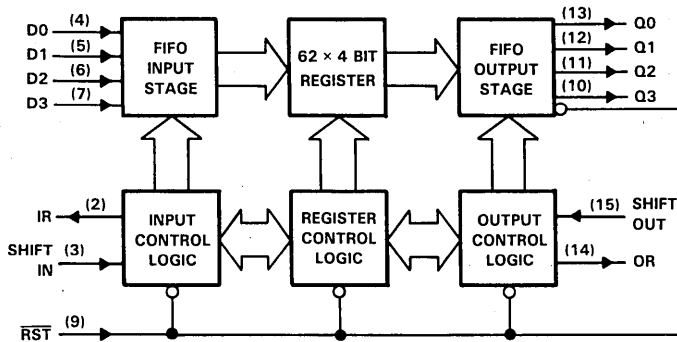 D0 (4)
D1 (5)
D2 (6)
D3 (7)
FIFO
INPUT
STAGE
62 × 4 BIT
REGISTER
FIFO
OUTPUT
STAGE
(13) Q0
(12) Q1
(11) Q2
(10) Q3
IR (2)
SHIFT
IN (3)
INPUT
CONTROL
LOGIC
REGISTER
CONTROL
LOGIC
OUTPUT
CONTROL
LOGIC
(15) SHIFT
OUT
(14) OR
R̅S̅T̅ (9)